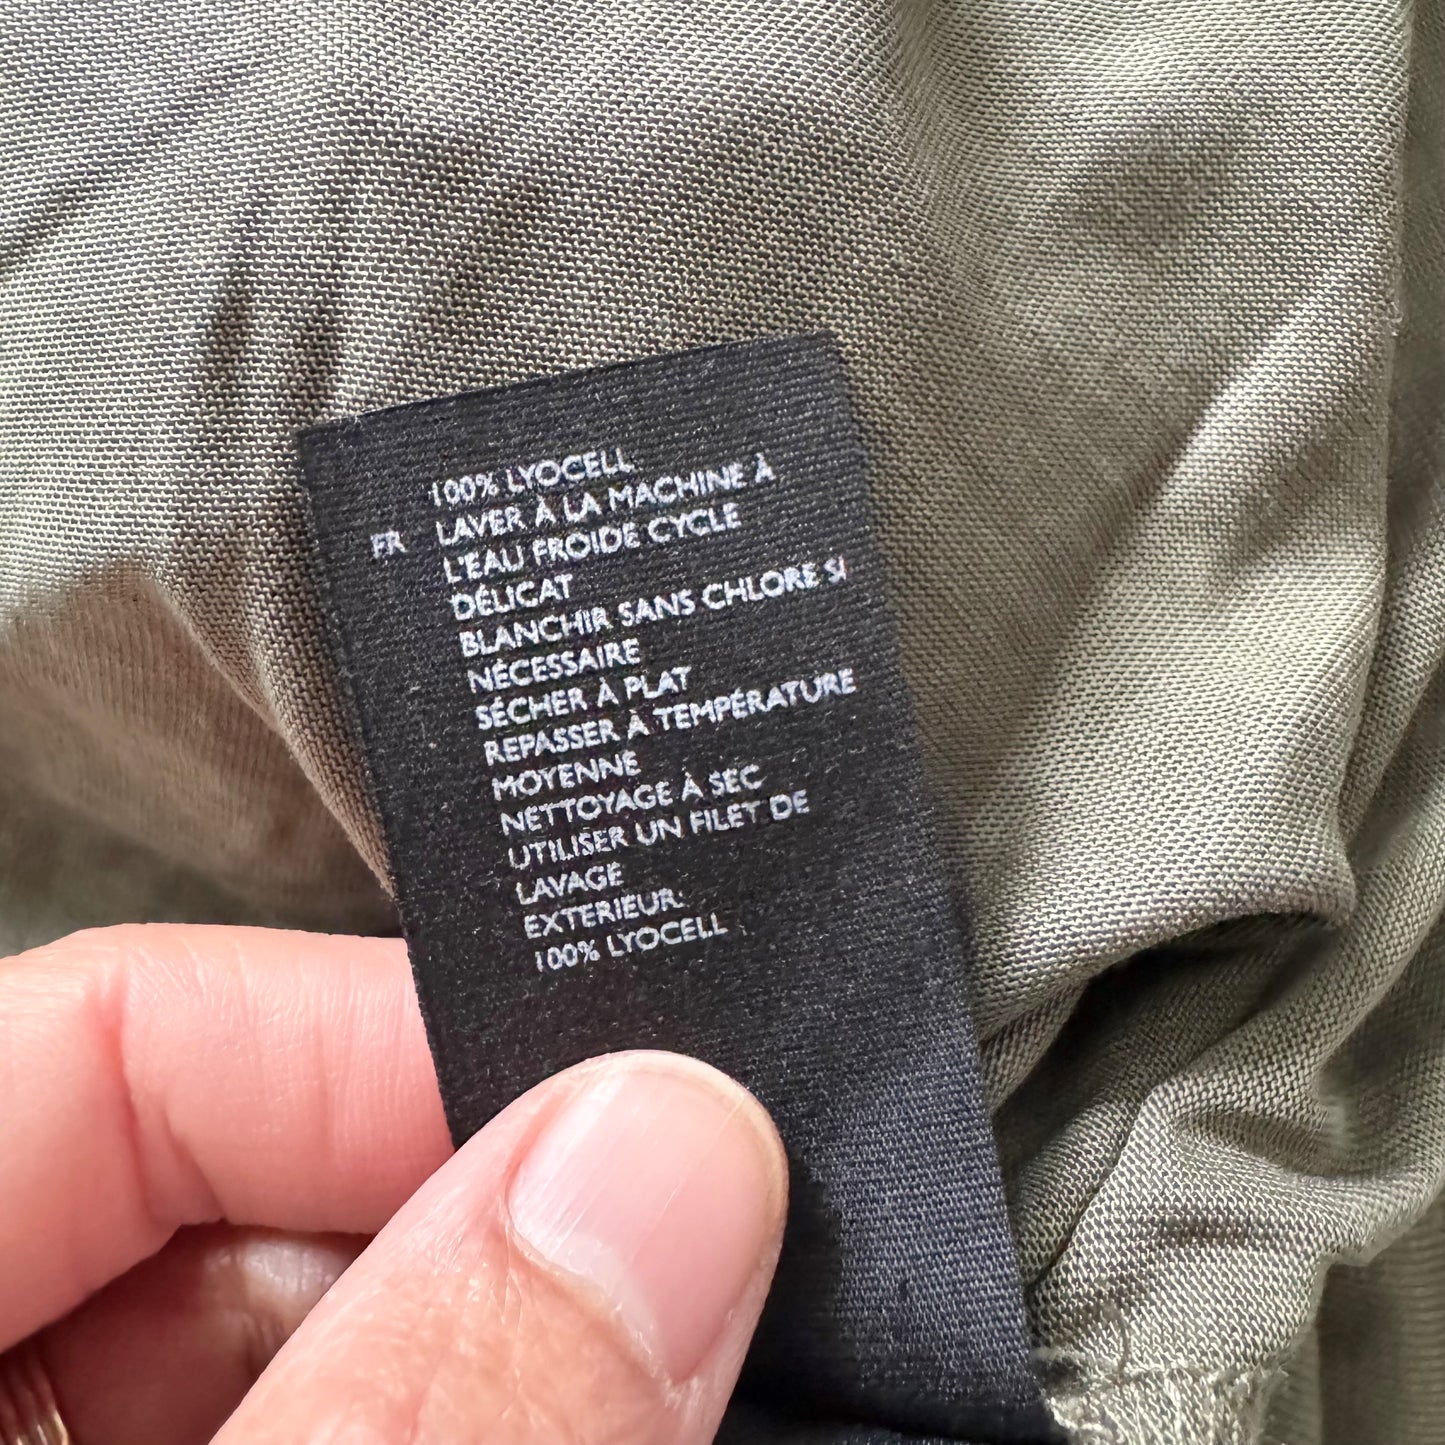 100% LYOCELL
FR LAVER À LA MACHINE À
L'EAU FROIDE CYCLE
DÉLICAT
BLANCHIR SANS CHLORE SI
NÉCESSAIRE
SÉCHER À PLAT
REPASSER À TEMPÉRATURE
MOYENNE
NETTOYAGE À SEC
UTILISER UN FILET DE
LAVAGE
EXTERIEUR:
100% LYOCELL